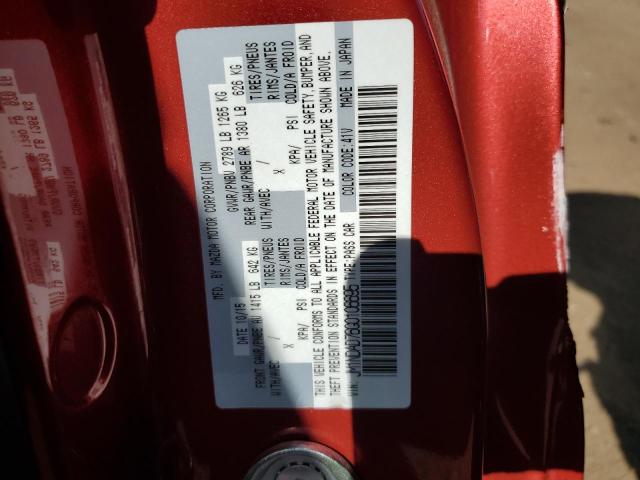 MFD. BY MAZDA MOTOR CORPORATION
DATE: 10/15 GVWR/PNBV 2789 LB 1265 KG
FRONT GAWR/PNBE AV 1415 LB 642 KG REAR GAWR/PNBE AR 1380 LB 626 KG
WITH/AVEC TIRES/PNEUS WITH/AVEC TIRES/PNEUS
X / RIMS/JANTES X / RIMS/JANTES
KPA/ PSI COLD/A FROID KPA/ PSI COLD/A FROID
THIS VEHICLE CONFORMS TO ALL APPLICABLE FEDERAL MOTOR VEHICLE SAFETY,BUMPER,AND
THEFT PREVENTION STANDARDS IN EFFECT ON THE DATE OF MANUFACTURE SHOWN ABOVE.
COLOR CODE:41V MADE IN JAPAN
VIN: JM1NDAD76G0106695 TYPE:PASS CAR